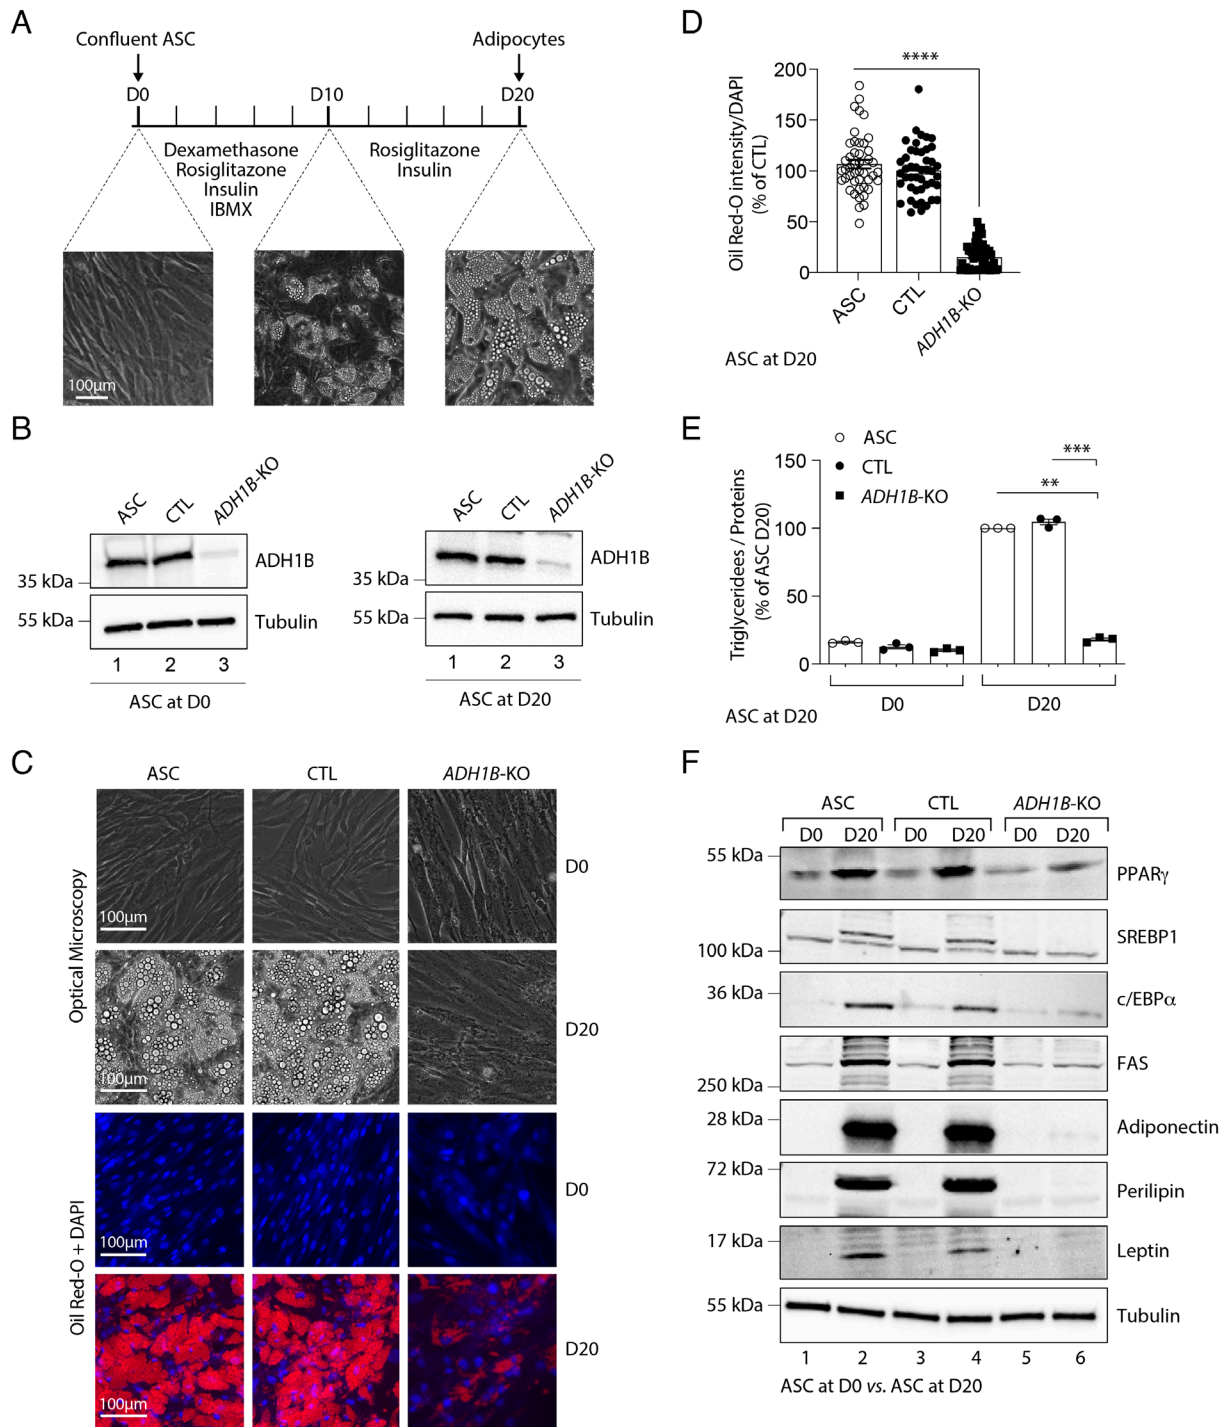 A
Confluent ASC
Adipocytes
D0
D10
D20
Dexamethasone
Rosiglitazone
Insulin
IBMX
Rosiglitazone
Insulin
100µm
B
ASC
CTL
ADH1B-KO
ADH1B
35 kDa
55 kDa
Tubulin
1
2
3
ASC at D0
ASC
CTL
ADH1B-KO
ADH1B
35 kDa
55 kDa
Tubulin
1
2
3
ASC at D20
C
ASC
CTL
ADH1B-KO
Optical Microscopy
100µm
D0
100µm
D20
Oil Red-O + DAPI
100µm
D0
100µm
D20
D
Oil Red-O intensity/DAPI
(% of CTL)
200
150
100
50
0
****
ASC
CTL
ADH1B-KO
ASC at D20
E
ASC
CTL
ADH1B-KO
Triglyceridees / Proteins
(% of ASC D20)
150
100
50
0
***
**
D0
D20
ASC at D20
F
ASC
CTL
ADH1B-KO
D0
D20
D0
D20
D0
D20
55 kDa
PPARγ
100 kDa
SREBP1
36 kDa
c/EBPα
250 kDa
FAS
28 kDa
Adiponectin
72 kDa
Perilipin
17 kDa
Leptin
55 kDa
Tubulin
1
2
3
4
5
6
ASC at D0 vs. ASC at D20